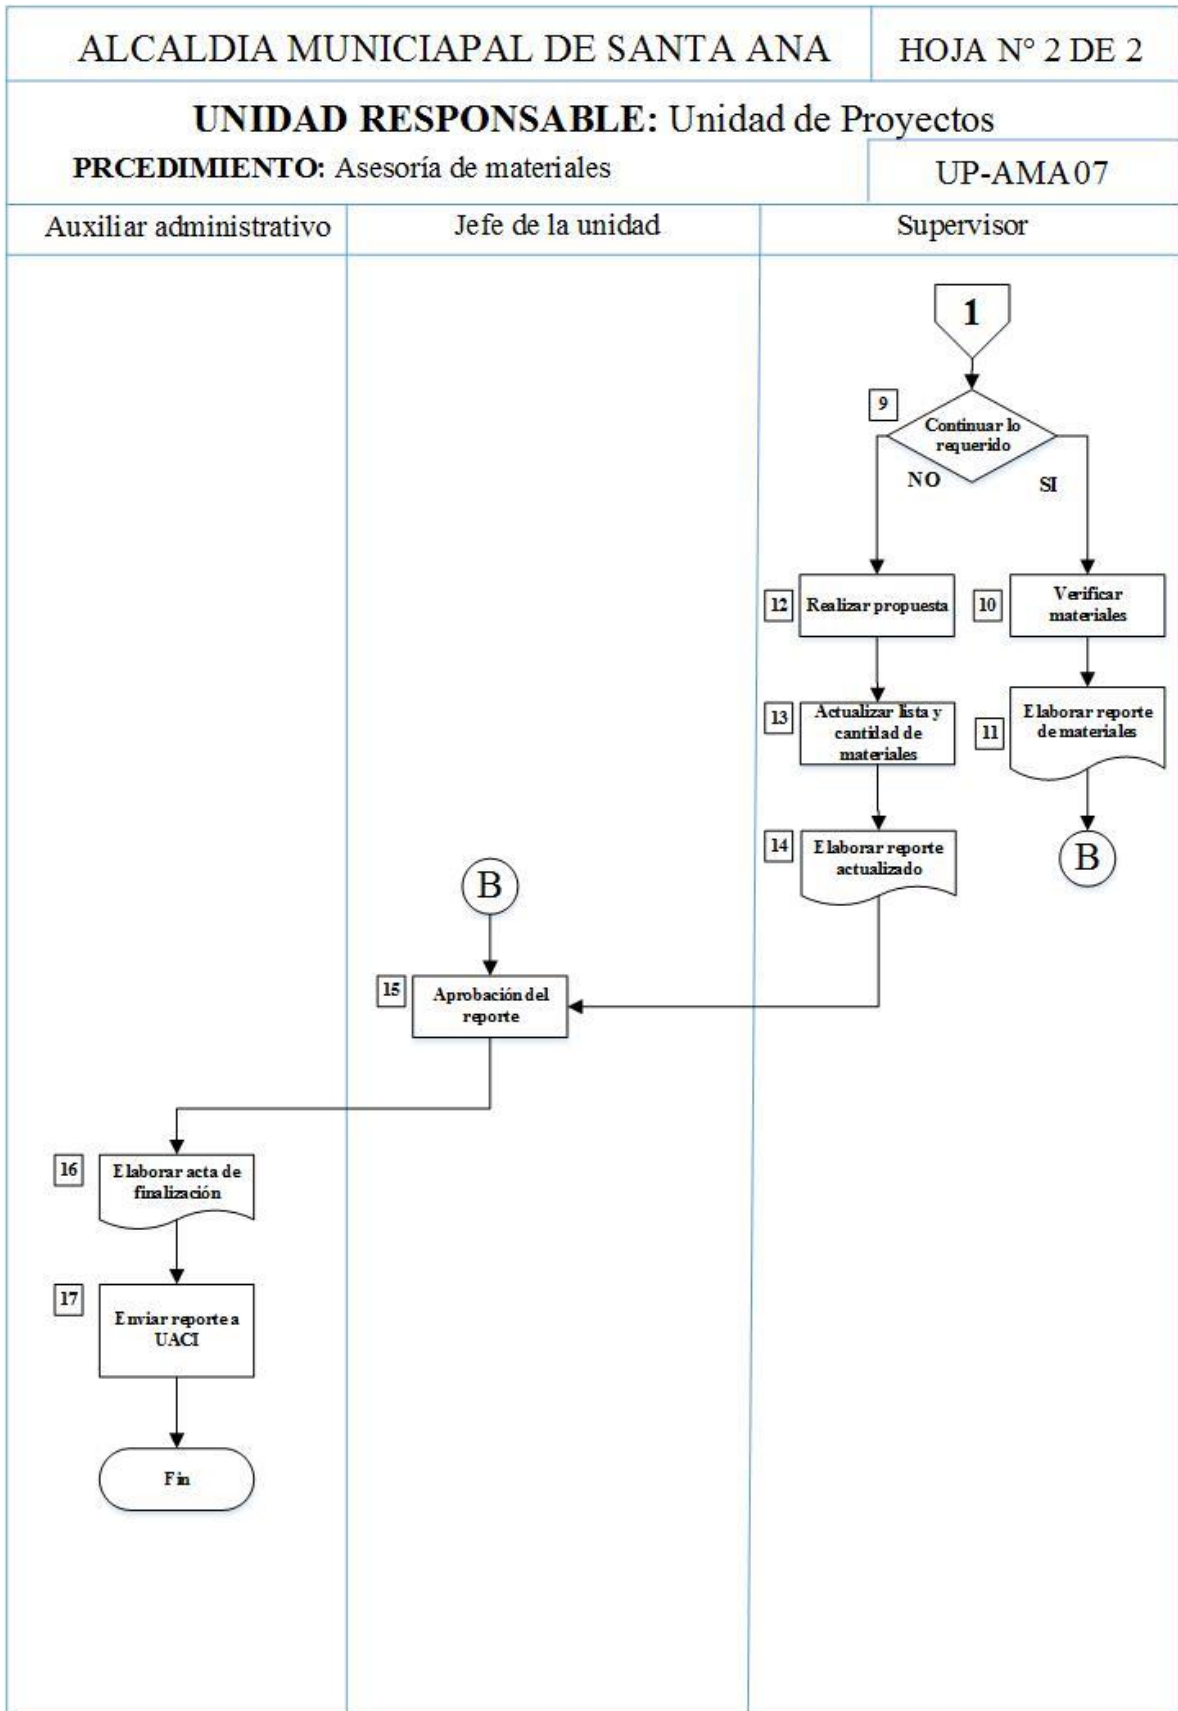 ALCALDIA MUNICIAPAL DE SANTA ANA
HOJA N° 2 DE 2
UNIDAD RESPONSABLE: Unidad de Proyectos
PRCEDIMIENTO: Asesoría de materiales
UP-AMA07
Auxiliar administrativo
Jefe de la unidad
Supervisor
1
9
Continuar lo
requerido
NO
SI
12
Realizar propuesta
10
Verificar
materiales
13
Actualizar lista y
cantidad de
materiales
11
Elaborar reporte
de materiales
14
Elaborar reporte
actualizado
B
B
15
Aprobación del
reporte
16
Elaborar acta de
finalización
17
Enviar reporte a
UACI
Fin